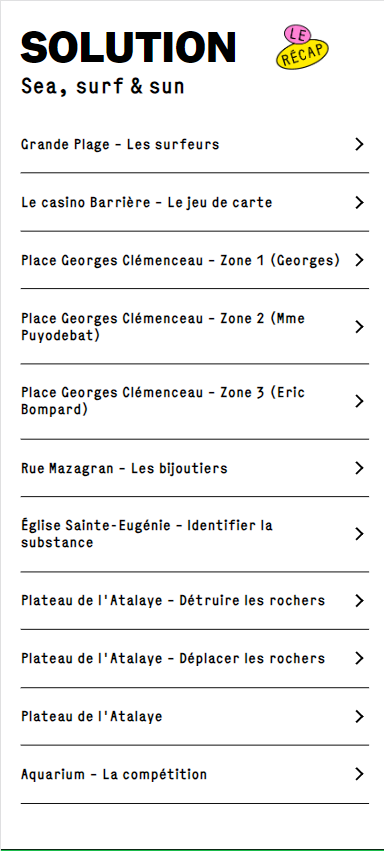 SOLUTION
LE
RÉCAP
Sea, surf & sun
Grande Plage - Les surfeurs
Le casino Barrière - Le jeu de carte
Place Georges Clémenceau - Zone 1 (Georges)
Place Georges Clémenceau - Zone 2 (Mme
Puyodebat)
Place Georges Clémenceau - Zone 3 (Eric
Bompard)
Rue Mazagran - Les bijoutiers
Église Sainte-Eugénie - Identifier la
substance
Plateau de l'Atalaye - Détruire les rochers
Plateau de l'Atalaye - Déplacer les rochers
Plateau de l'Atalaye
Aquarium - La compétition